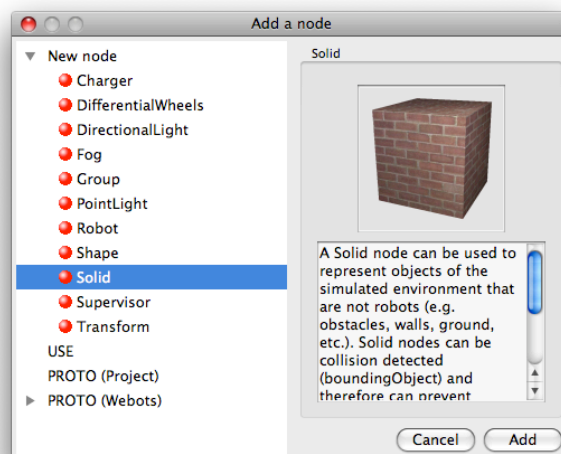 Add a node
New node
Charger
DifferentialWheels
DirectionalLight
Fog
Group
PointLight
Robot
Shape
Solid
Supervisor
Transform
USE
PROTO (Project)
PROTO (Webots)
Solid
A Solid node can be used to
represent objects of the
simulated environment that
are not robots (e.g.
obstacles, walls, ground,
etc.). Solid nodes can be
collision detected
(boundingObject) and
therefore can prevent
Cancel
Add